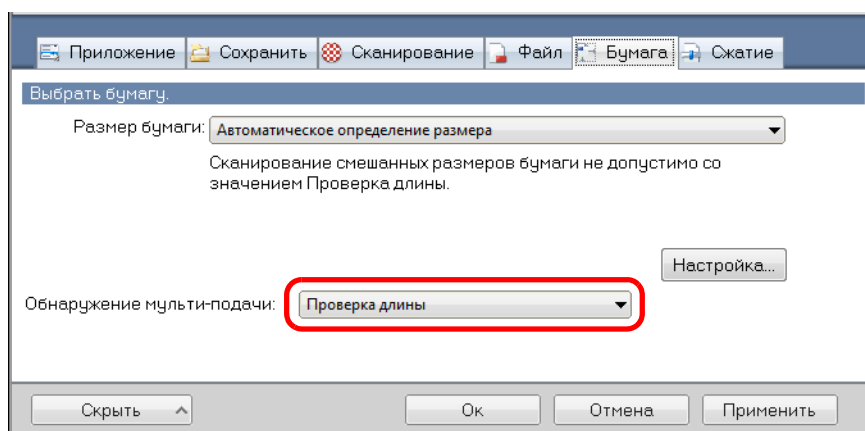 Приложение Сохранить Сканирование Файл Бумага Сжатие
Выбрать бумагу.
Размер бумаги: Автоматическое определение размера
Сканирование смешанных размеров бумаги не допустимо со
значением Проверка длины.
Настройка...
Обнаружение мульти-подачи: Проверка длины
Скрыть Ок Отмена Применить